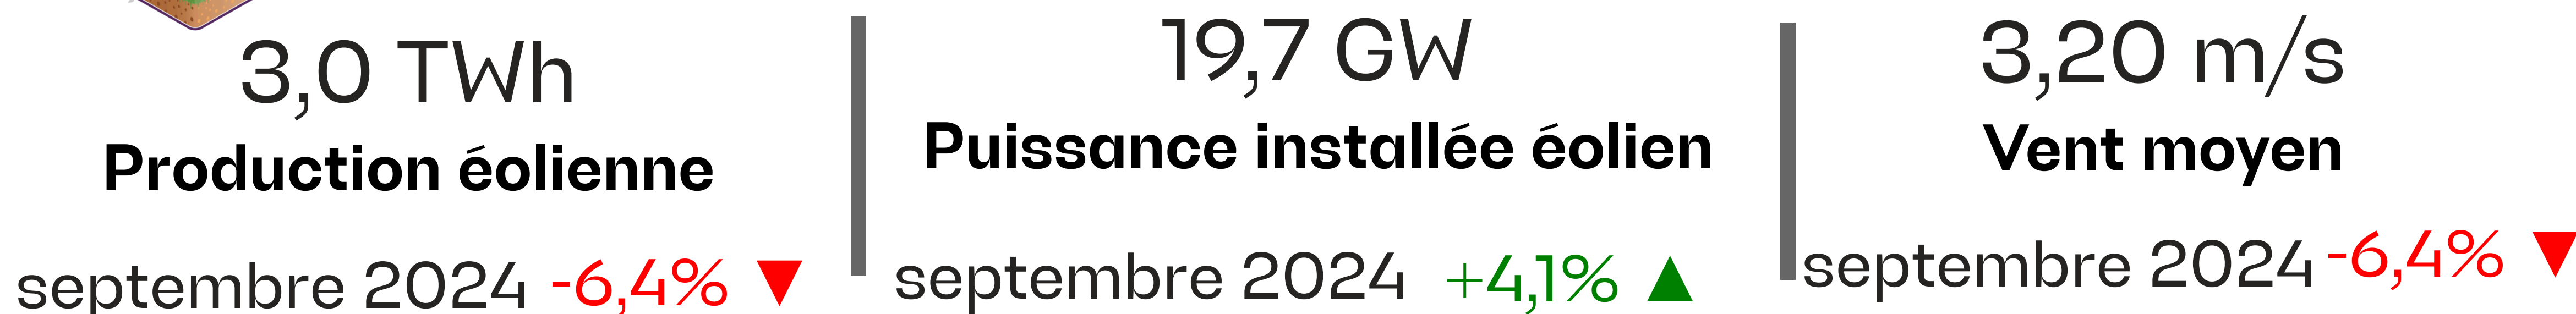 3,0 TWh
Production éolienne
septembre 2024 -6,4% ▼
19,7 GW
Puissance installée éolien
septembre 2024 +4,1% ▲
3,20 m/s
Vent moyen
septembre 2024 -6,4% ▼